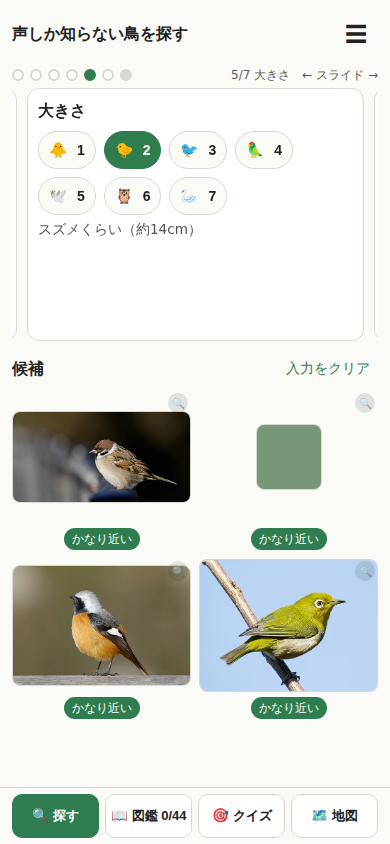 声しか知らない鳥を探す
5/7 大きさ ← スライド →
大きさ
1 2 3 4
5 6 7
スズメくらい（約14cm）
候補 入力をクリア
かなり近い かなり近い
かなり近い かなり近い
探す 図鑑 0/44 クイズ 地図